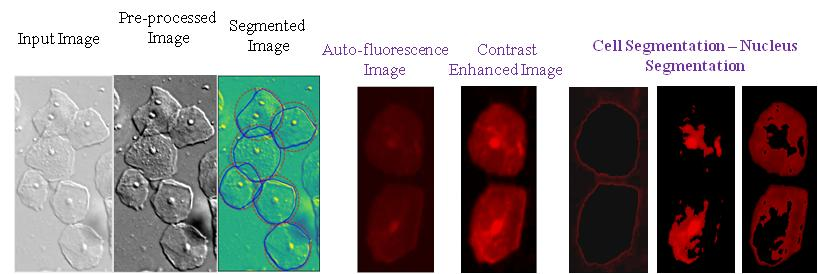 Input Image
Pre-processed
Image
Segmented
Image
Auto-fluorescence
Image
Contrast
Enhanced Image
Cell Segmentation – Nucleus
Segmentation